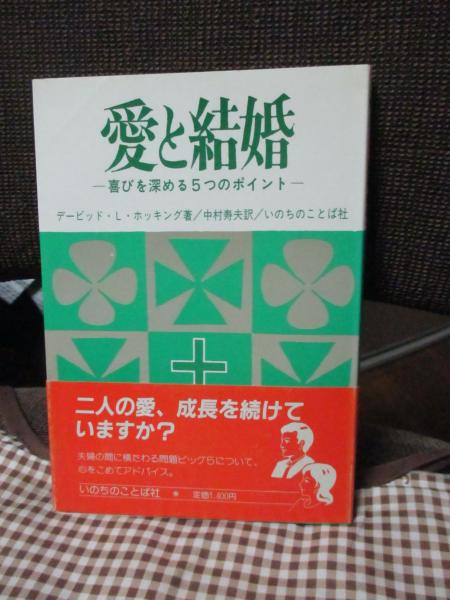 愛と結婚
―喜びを深める5つのポイント―
デービッド・L・ホッキング著／中村寿夫訳／いのちのことば社
二人の愛、成長を続けて
いますか?
夫婦の間に横たわる問題ビッグ5について、
心をこめてアドバイス。
いのちのことば社 ● 定価1,400円